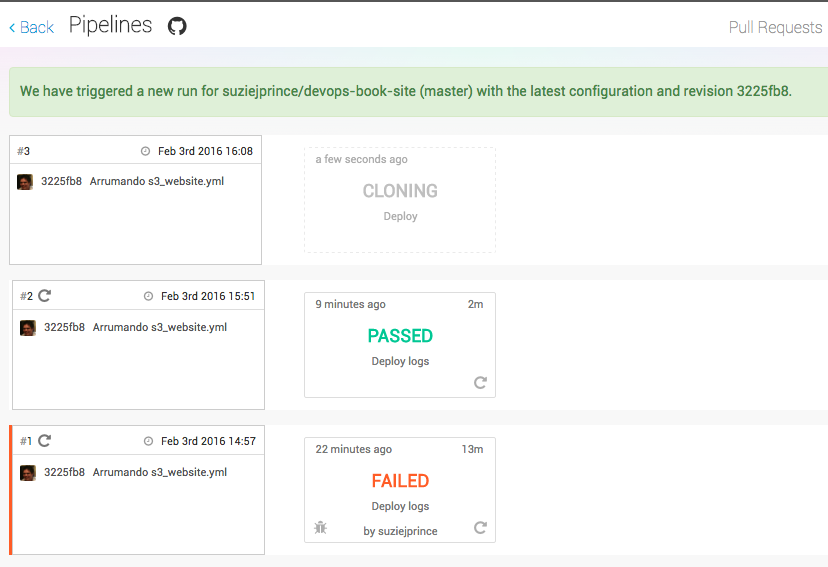 Back Pipelines Pull Requests
We have triggered a new run for suziejprince/devops-book-site (master) with the latest configuration and revision 3225fb8.
#3 Feb 3rd 2016 16:08
3225fb8 Arrumando s3_website.yml
a few seconds ago
CLONING
Deploy
#2 Feb 3rd 2016 15:51
3225fb8 Arrumando s3_website.yml
9 minutes ago 2m
PASSED
Deploy logs
#1 Feb 3rd 2016 14:57
3225fb8 Arrumando s3_website.yml
22 minutes ago 13m
FAILED
Deploy logs
by suziejprince